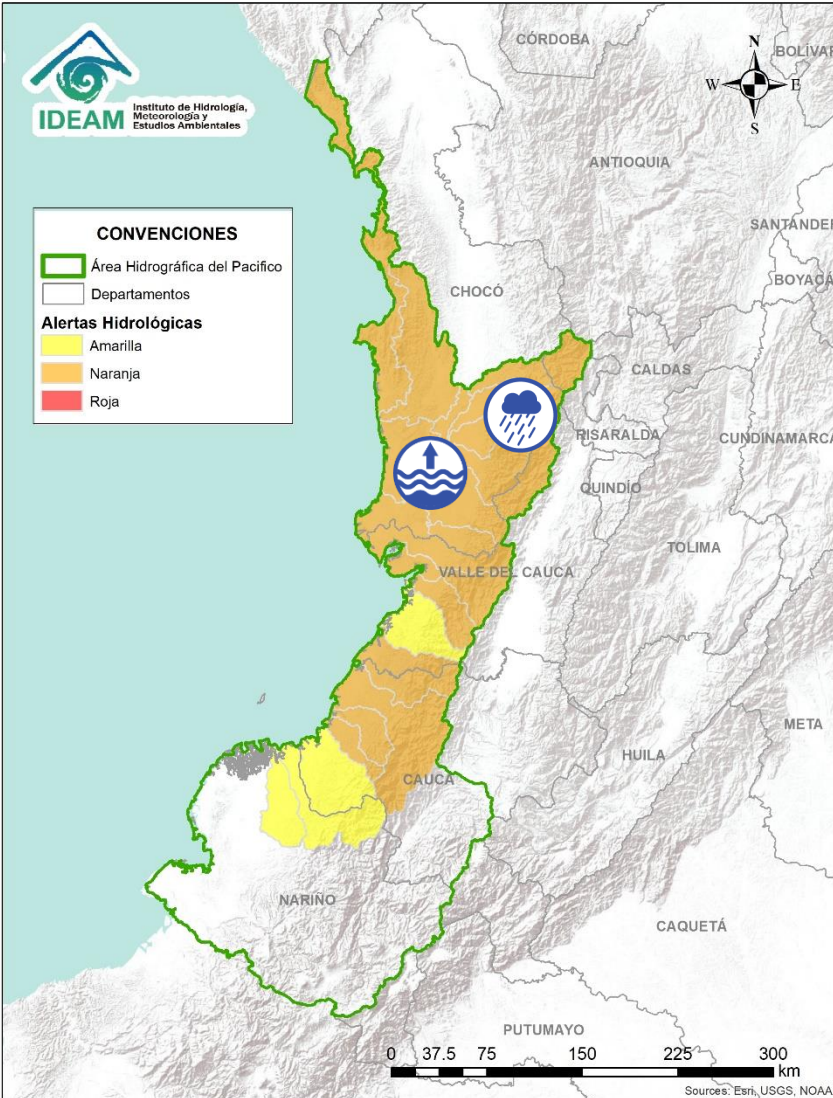 IDEAM
Instituto de Hidrología,
Meteorología y
Estudios Ambientales
CÓRDOBA
BOLÍVAR
N
W
E
S
ANTIOQUIA
SANTANDER
BOYACÁ
CONVENCIONES
Área Hidrográfica del Pacifico
Departamentos
Alertas Hidrológicas
Amarilla
Naranja
Roja
CHOCÓ
CALDAS
RISARALDA
CUNDINAMARCA
QUINDÍO
TOLIMA
VALLE DEL CAUCA
META
HUILA
CAUCA
NARIÑO
CAQUETÁ
PUTUMAYO
0 37.5 75 150 225 300
km
Sources: Esri, USGS, NOAA